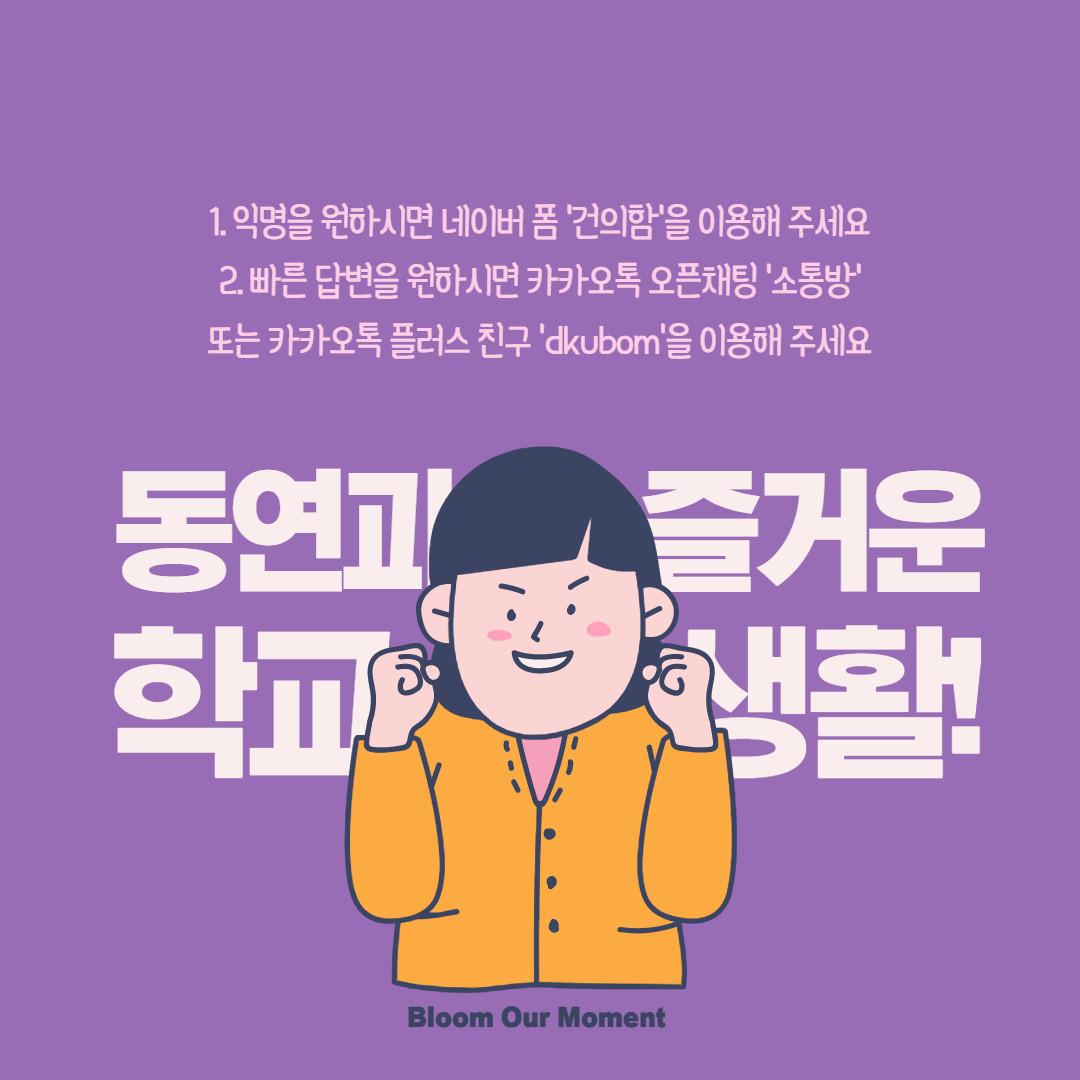 1. 익명을 원하시면 네이버 폼 '건의함'을 이용해 주세요
2. 빠른 답변을 원하시면 카카오톡 오픈채팅 '소통방'
또는 카카오톡 플러스 친구 'dkubom'을 이용해 주세요
동연과 즐거운
학교 생활!
Bloom Our Moment